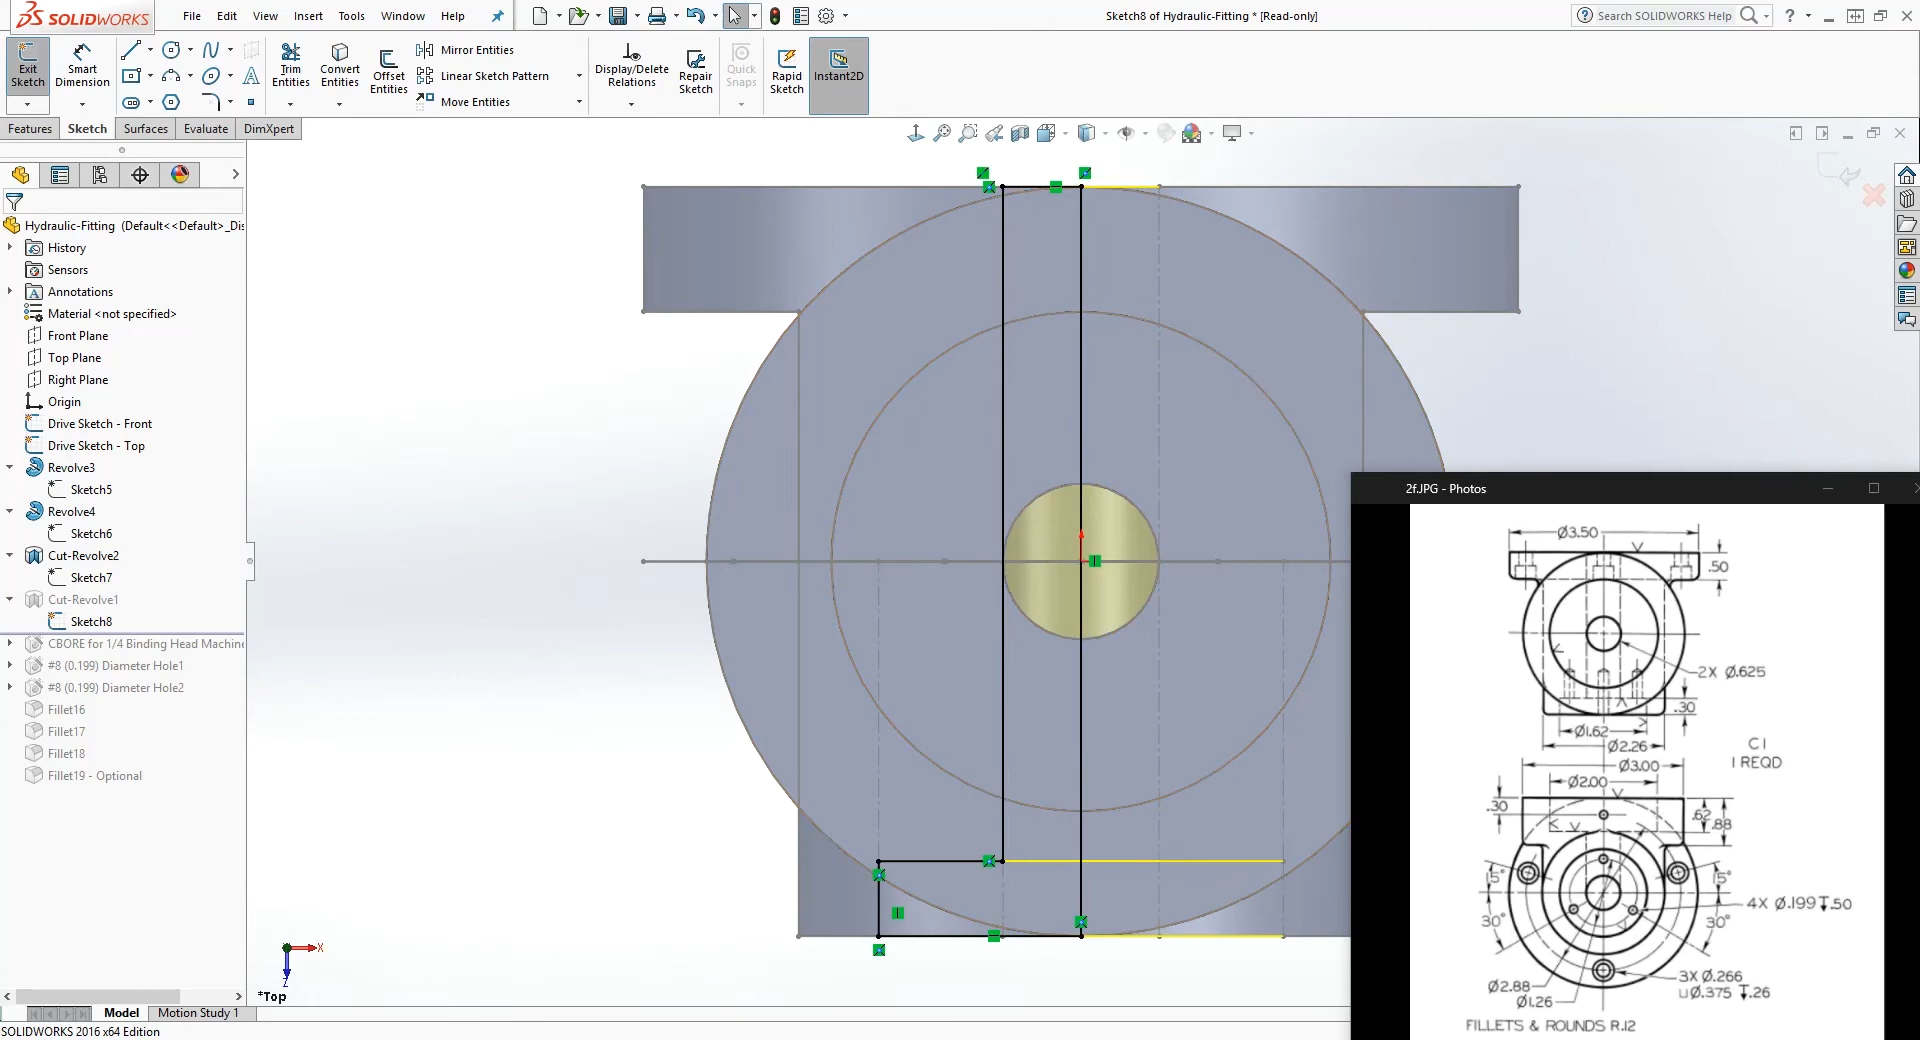 SOLIDWORKS
File Edit View Insert Tools Window Help
Sketch8 of Hydraulic-Fitting * [Read-only]
Search SOLIDWORKS Help
Exit Sketch
Smart Dimension
Trim Entities
Convert Entities
Offset Entities
Mirror Entities
Linear Sketch Pattern
Move Entities
Display/Delete Relations
Repair Sketch
Quick Snaps
Rapid Sketch
Instant2D
Features Sketch Surfaces Evaluate DimXpert
Hydraulic-Fitting (Default<<Default>_Dis
History
Sensors
Annotations
Material <not specified>
Front Plane
Top Plane
Right Plane
Origin
Drive Sketch - Front
Drive Sketch - Top
Revolve3
Sketch5
Revolve4
Sketch6
Cut-Revolve2
Sketch7
Cut-Revolve1
Sketch8
CBORE for 1/4 Binding Head Machine
#8 (0.199) Diameter Hole1
#8 (0.199) Diameter Hole2
Fillet16
Fillet17
Fillet18
Fillet19 - Optional
X
Z
*Top
Model Motion Study 1
SOLIDWORKS 2016 x64 Edition
2f.JPG - Photos
Ø3.50
.50
2X Ø.625
.30
Ø1.62
Ø2.26
C I
I REQD
Ø3.00
Ø2.00
.30
.62
.88
15°
15°
4X Ø.199↧.50
30°
30°
3X Ø.266
⌴Ø.375 ↧.26
Ø2.88
Ø1.26
FILLETS & ROUNDS R.12